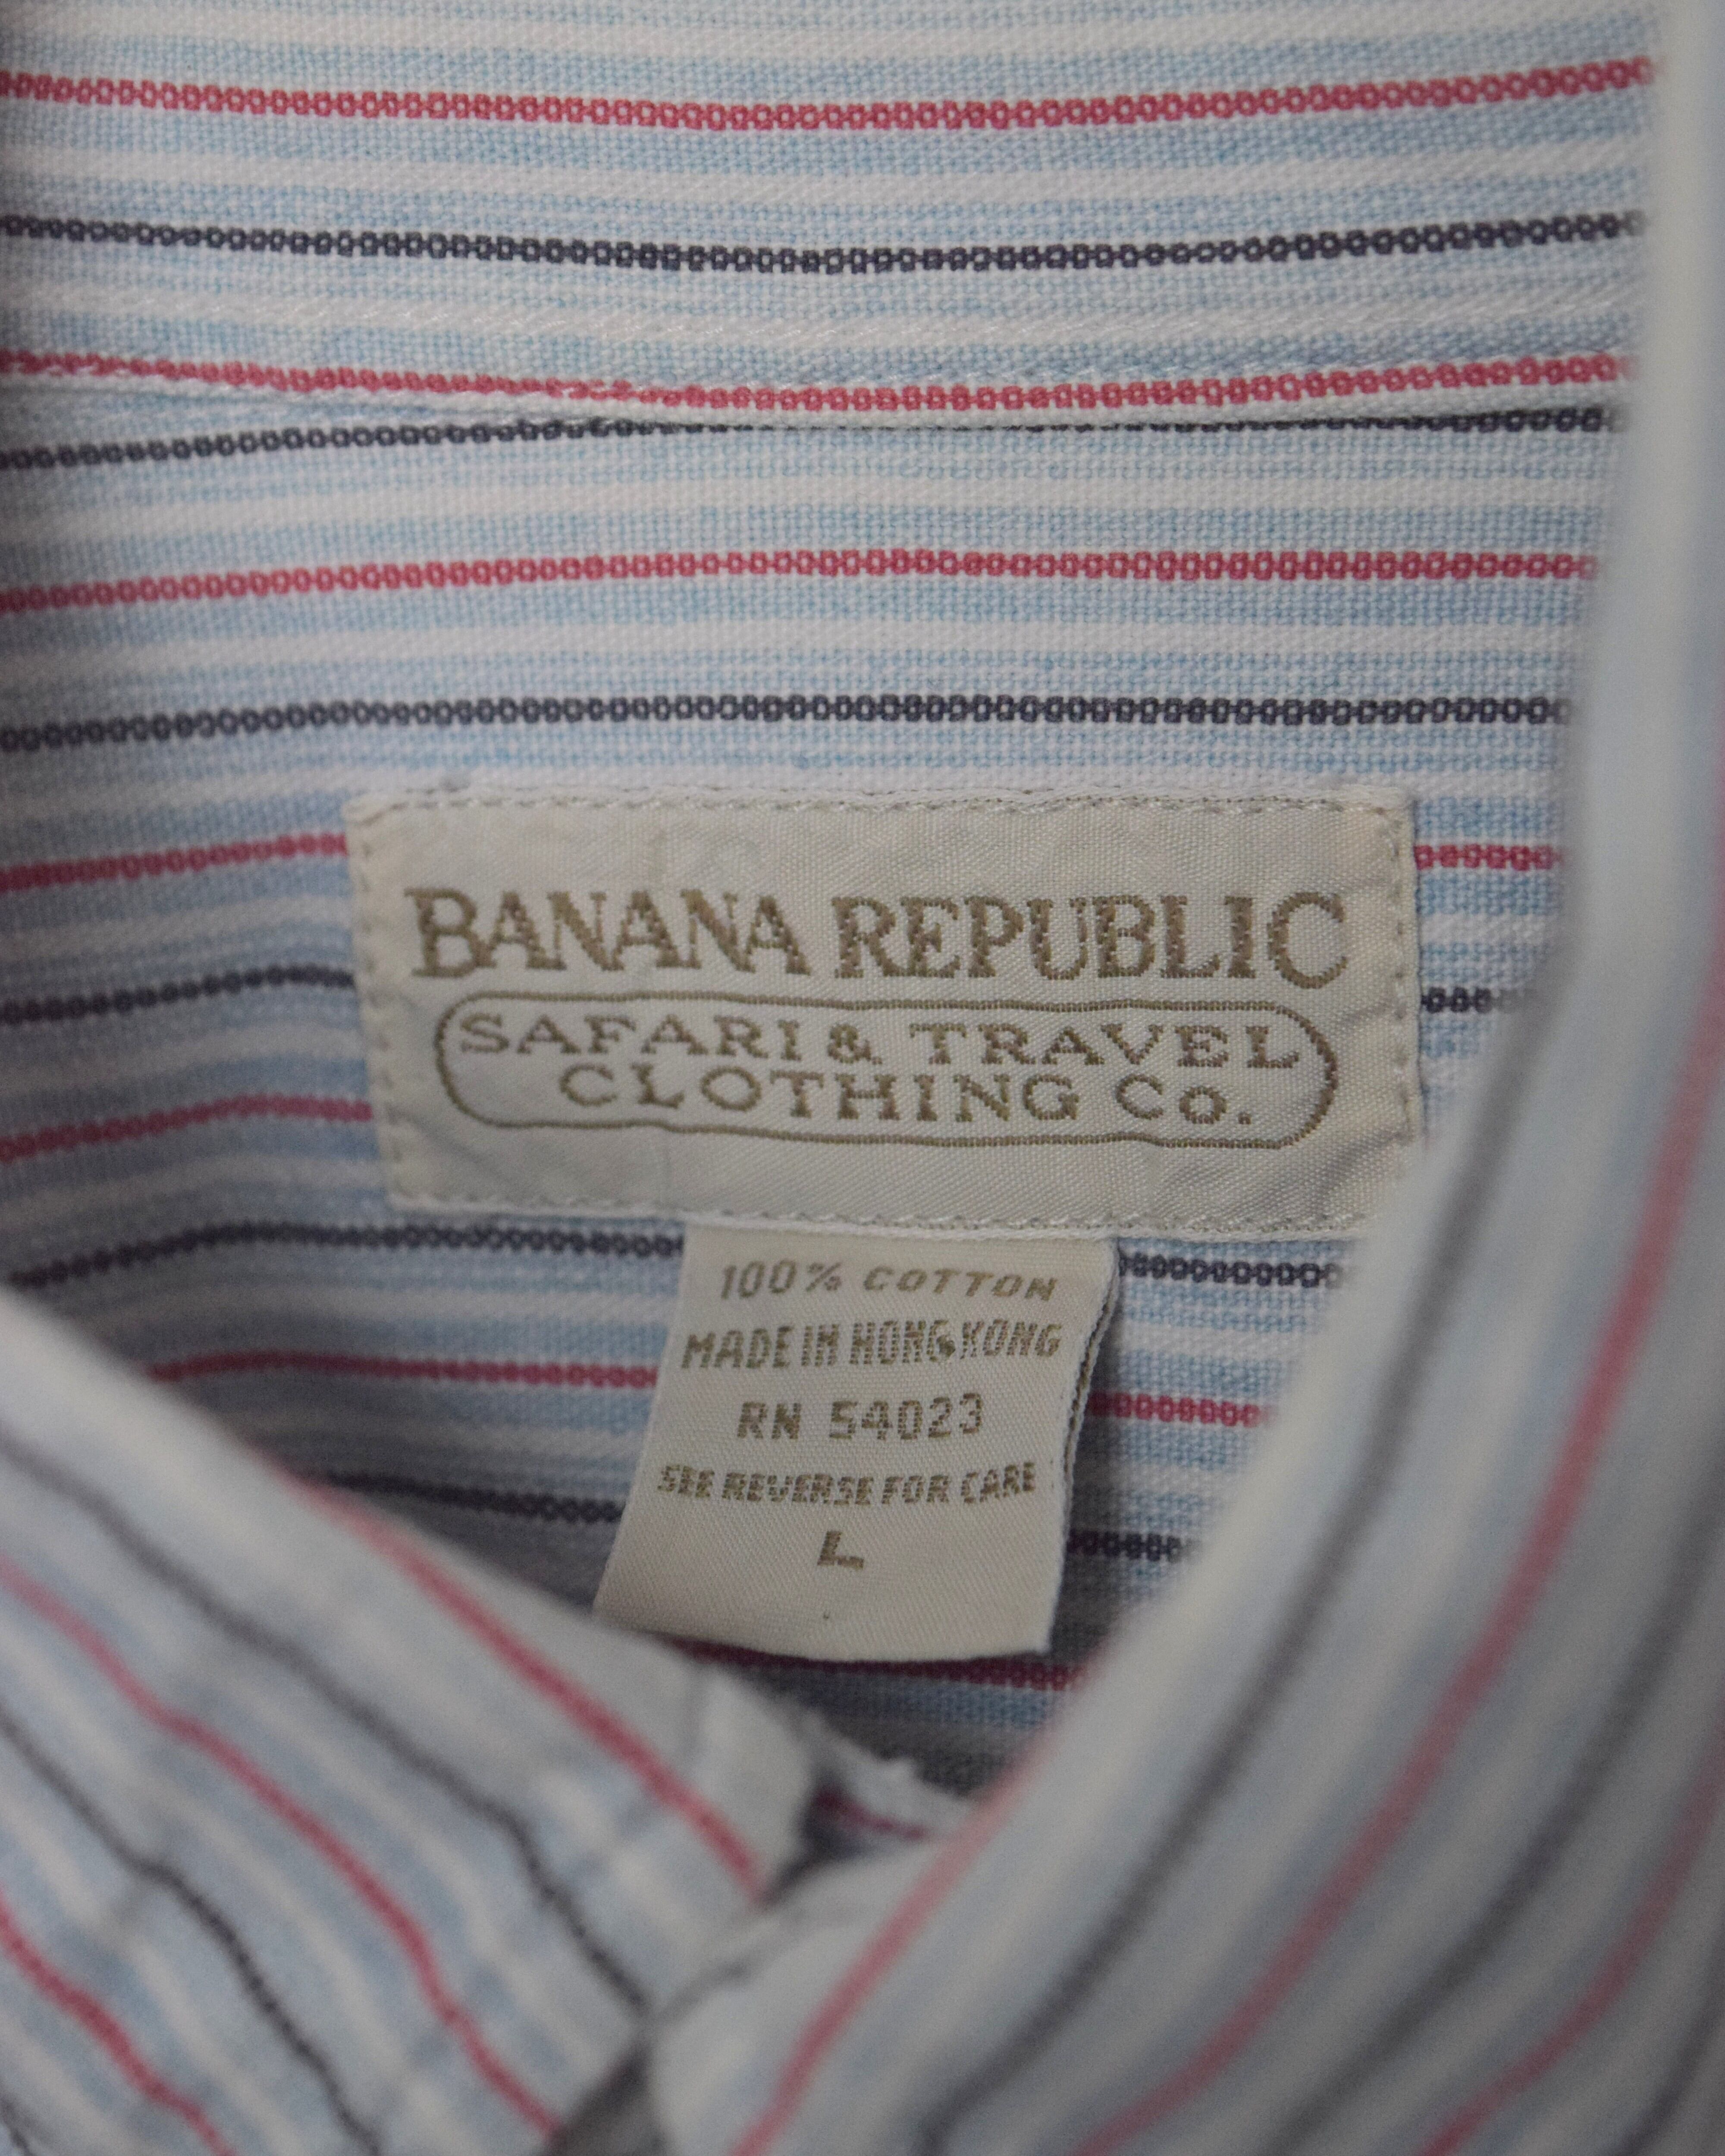 BANANA REPUBLIC
SAFARI & TRAVEL
CLOTHING Co.
100% COTTON
MADE IN HONG KONG
RN 54023
SEE REVERSE FOR CARE
L